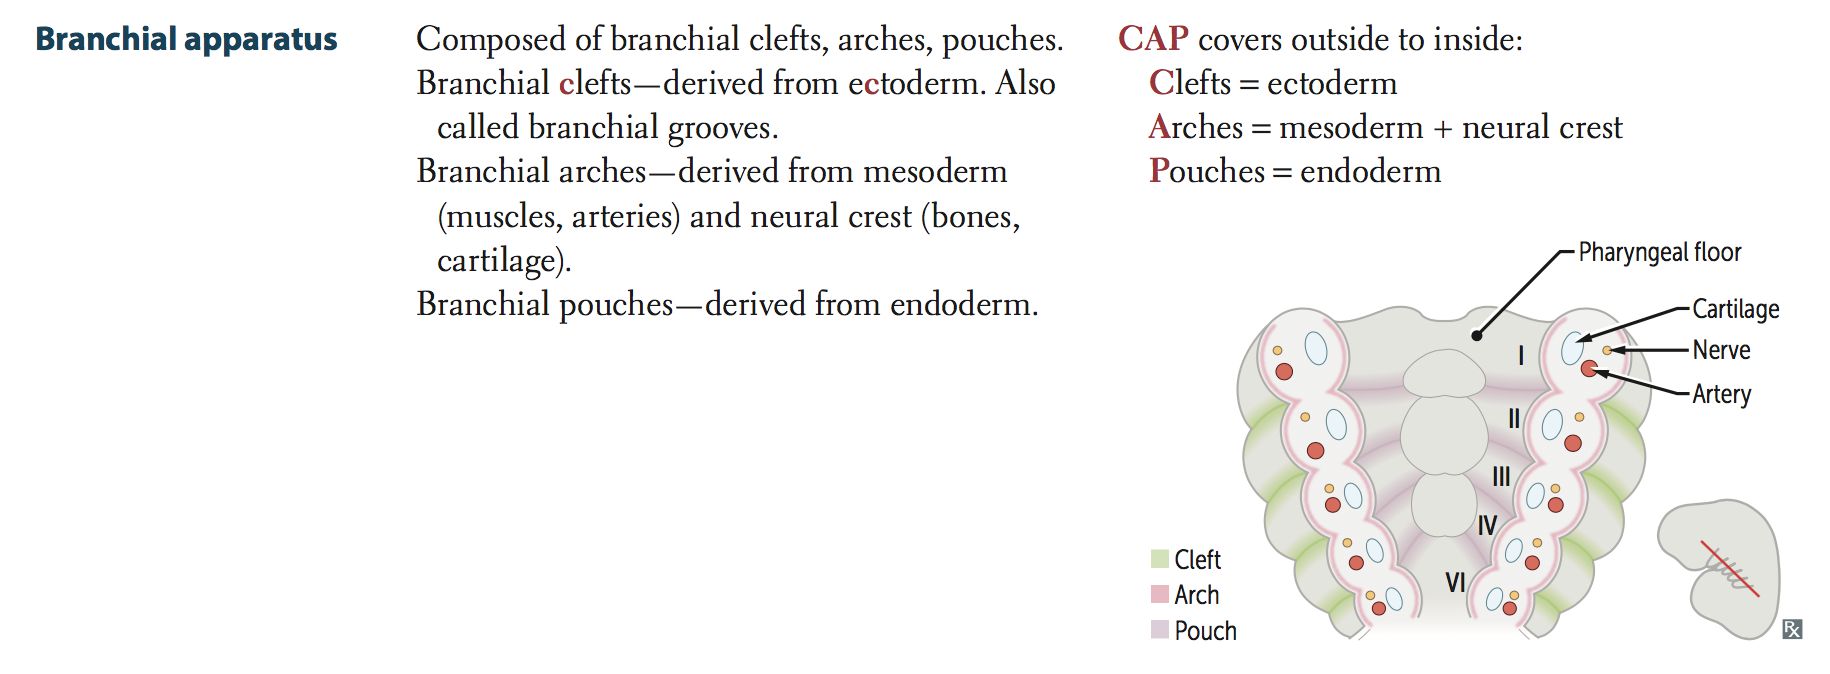 Branchial apparatus
Composed of branchial clefts, arches, pouches.
Branchial clefts—derived from ectoderm. Also
called branchial grooves.
Branchial arches—derived from mesoderm
(muscles, arteries) and neural crest (bones,
cartilage).
Branchial pouches—derived from endoderm.
CAP covers outside to inside:
Clefts = ectoderm
Arches = mesoderm + neural crest
Pouches = endoderm
Pharyngeal floor
Cartilage
Nerve
Artery
I
II
III
IV
VI
Cleft
Arch
Pouch
Rx